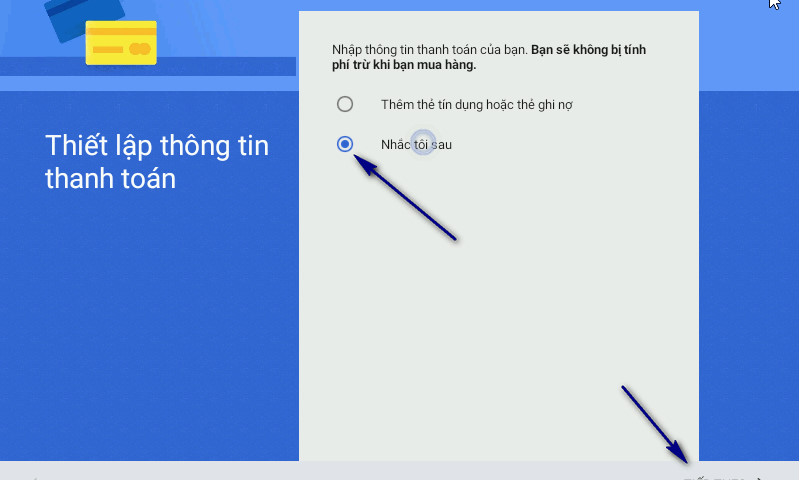 Nhập thông tin thanh toán của bạn. Bạn sẽ không bị tính
phí trừ khi bạn mua hàng.
Thêm thẻ tín dụng hoặc thẻ ghi nợ
Nhắc tôi sau
Thiết lập thông tin
thanh toán